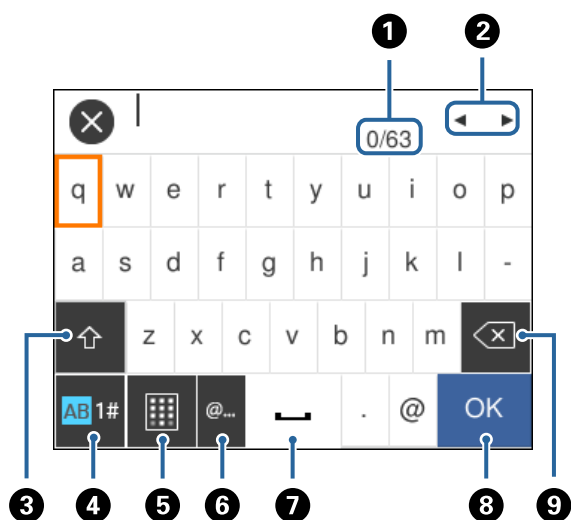 1 2
0/63
q w e r t y u i o p
a s d f g h j k l -
z x c v b n m
AB 1# @... . @ OK
3 4 5 6 7 8 9